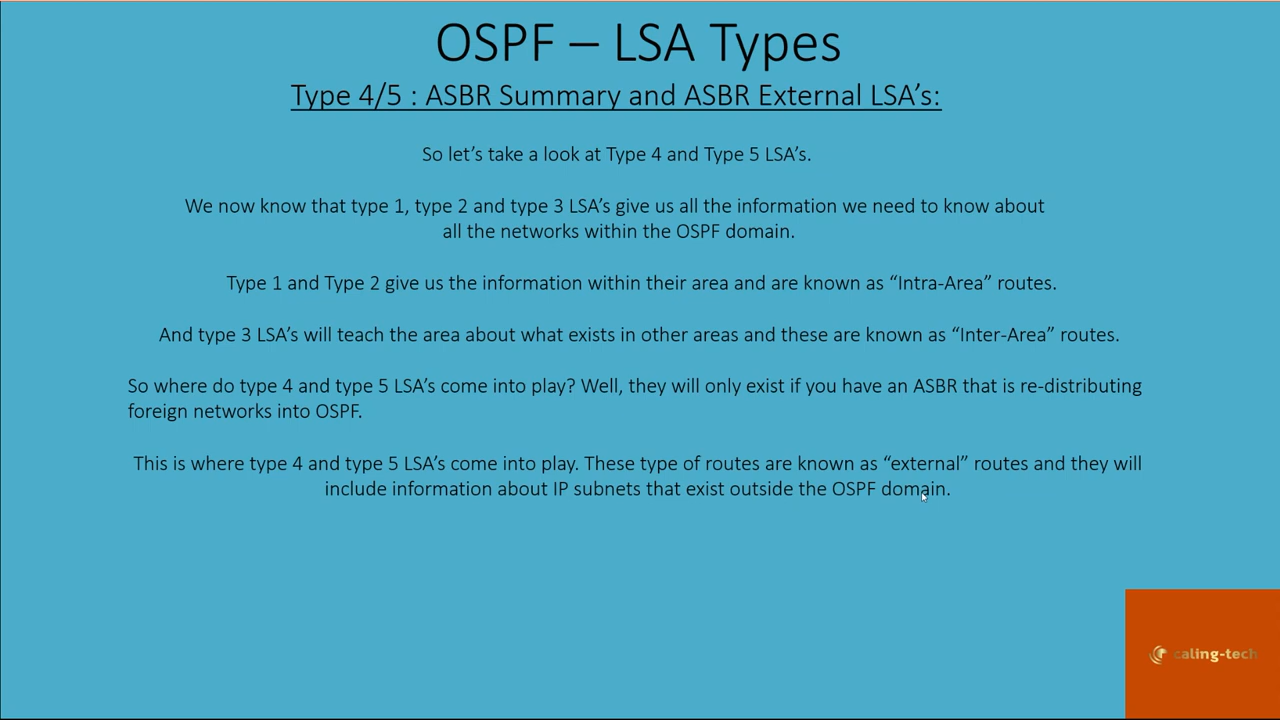 OSPF – LSA Types
Type 4/5 : ASBR Summary and ASBR External LSA’s:
So let’s take a look at Type 4 and Type 5 LSA’s.
We now know that type 1, type 2 and type 3 LSA’s give us all the information we need to know about
all the networks within the OSPF domain.
Type 1 and Type 2 give us the information within their area and are known as “Intra-Area” routes.
And type 3 LSA’s will teach the area about what exists in other areas and these are known as “Inter-Area” routes.
So where do type 4 and type 5 LSA’s come into play? Well, they will only exist if you have an ASBR that is re-distributing
foreign networks into OSPF.
This is where type 4 and type 5 LSA’s come into play. These type of routes are known as “external” routes and they will
include information about IP subnets that exist outside the OSPF domain.
caling-tech